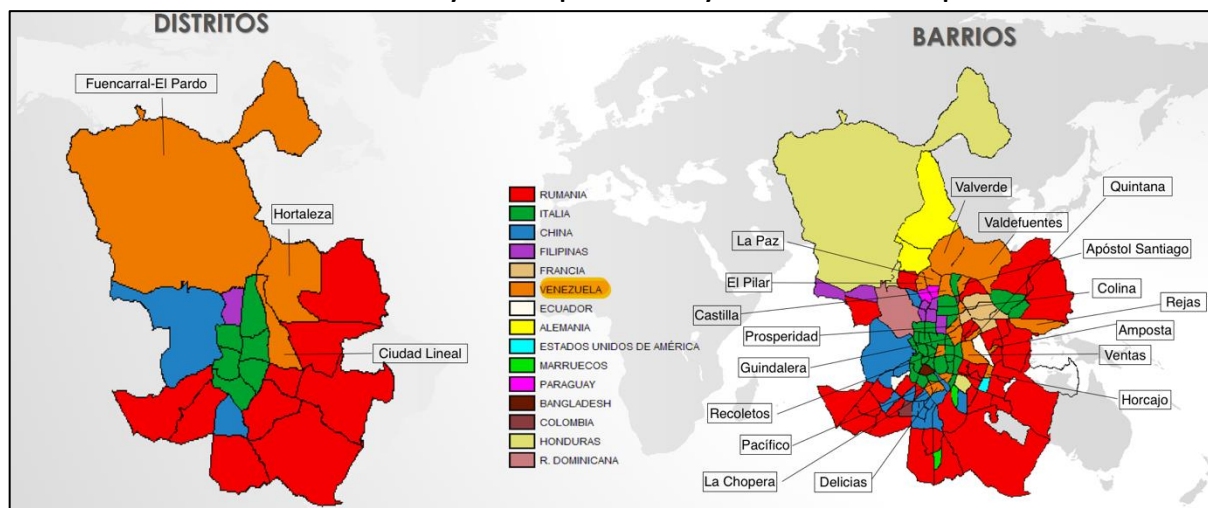 DISTRITOS
BARRIOS
Fuencarral-El Pardo
Hortaleza
Ciudad Lineal
RUMANIA
ITALIA
CHINA
FILIPINAS
FRANCIA
VENEZUELA
ECUADOR
ALEMANIA
ESTADOS UNIDOS DE AMÉRICA
MARRUECOS
PARAGUAY
BANGLADESH
COLOMBIA
HONDURAS
R. DOMINICANA
Valverde
Quintana
La Paz
Valdefuentes
Apóstol Santiago
El Pilar
Colina
Castilla
Rejas
Prosperidad
Amposta
Guindalera
Ventas
Recoletos
Horcajo
Pacífico
La Chopera
Delicias